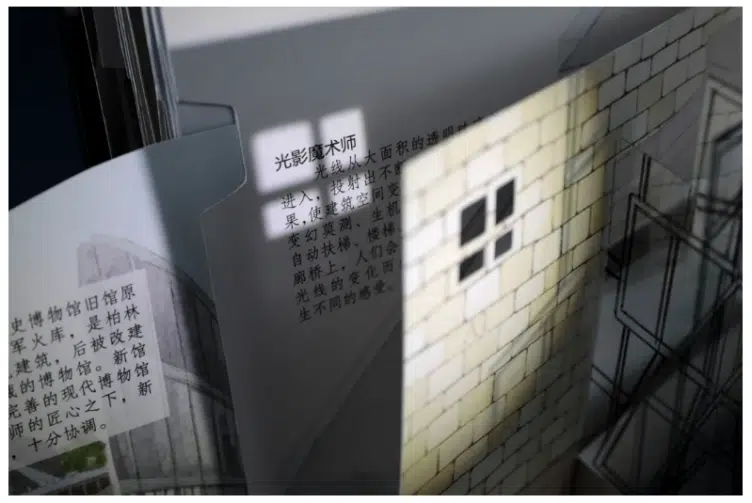 光影魔术师
光线从大面积的透明
进入，投射出不
果，使建筑空间变
变幻莫测、生机
自动扶梯、楼梯
廊桥上，人们会
光线的变化而
生不同的感受。
史博物馆旧馆原
军火库，是柏林
建筑，后被改建
的博物馆。新馆
完善的现代博物馆
师的匠心之下，新
，十分协调。